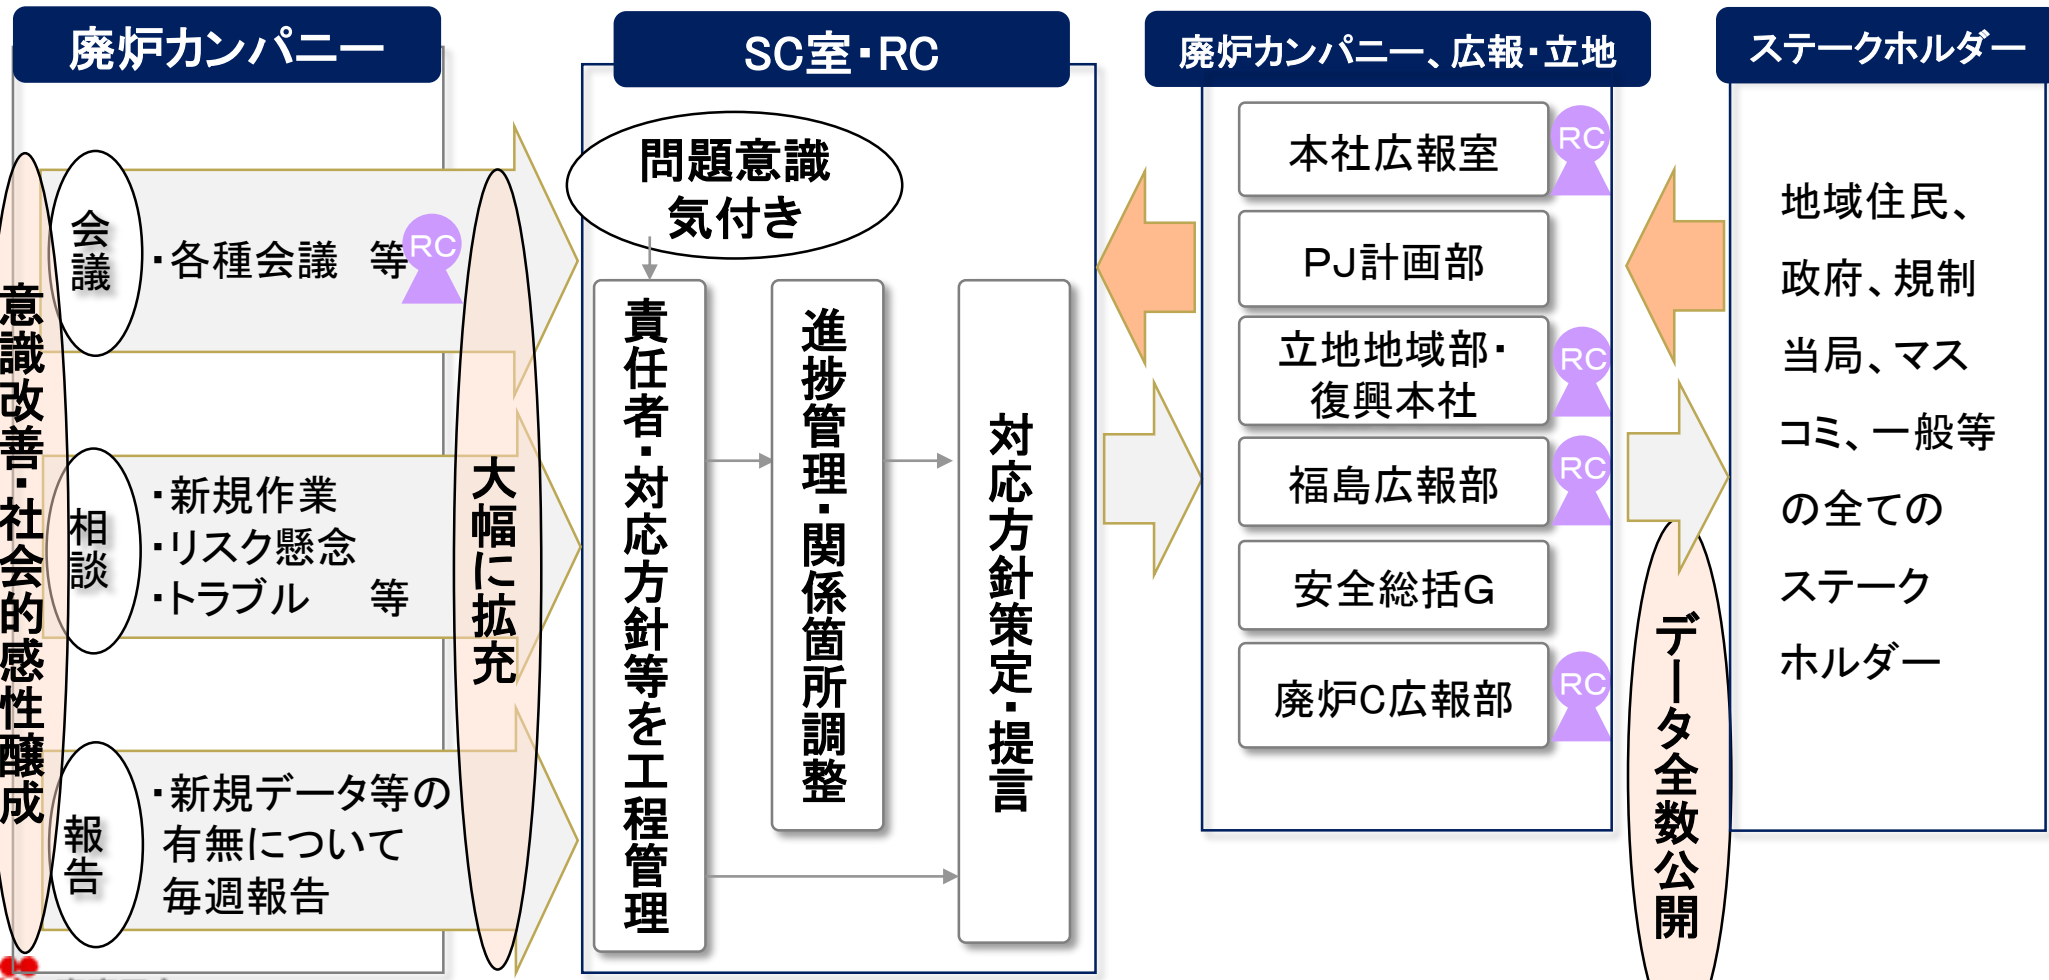 廃炉カンパニー
意識改善・社会的感性醸成
会議
・各種会議　等
RC
相談
・新規作業
・リスク懸念
・トラブル　等
報告
・新規データ等の
有無について
毎週報告
大幅に拡充
SC室・RC
問題意識
気付き
責任者・対応方針等を工程管理
進捗管理・関係箇所調整
対応方針策定・提言
廃炉カンパニー、広報・立地
本社広報室
RC
PJ計画部
立地地域部・
復興本社
RC
福島広報部
RC
安全総括G
廃炉C広報部
RC
データ全数公開
ステークホルダー
地域住民、
政府、規制
当局、マス
コミ、一般等
の全ての
ステーク
ホルダー